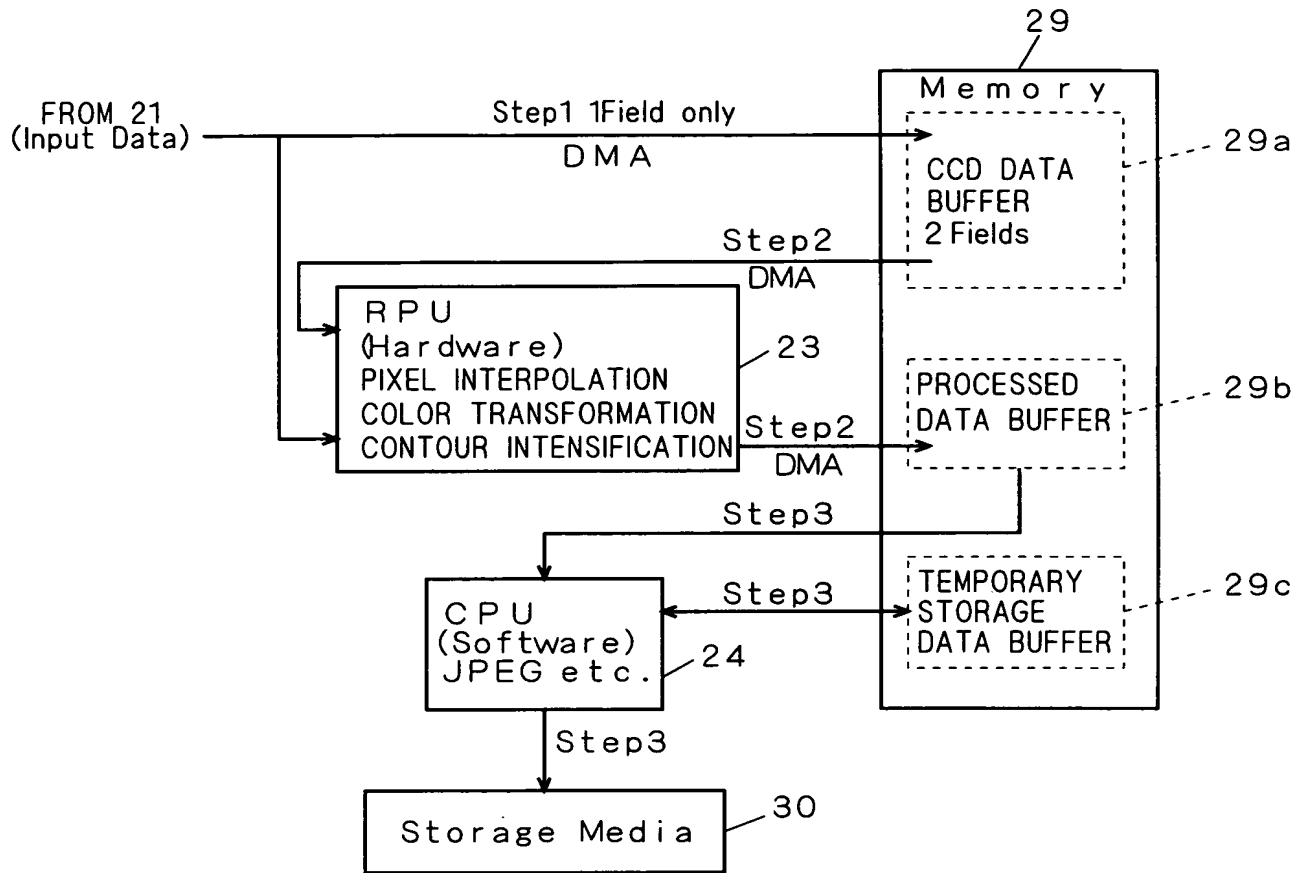 29
Memory
FROM 21
(Input Data)
Step1 1Field only
DMA
CCD DATA
BUFFER
2 Fields
29a
Step2
DMA
RPU
(Hardware)
PIXEL INTERPOLATION
COLOR TRANSFORMATION
CONTOUR INTENSIFICATION
23
Step2
DMA
PROCESSED
DATA BUFFER
29b
Step3
CPU
(Software)
JPEG etc.
24
Step3
TEMPORARY
STORAGE
DATA BUFFER
29c
Step3
Storage Media
30